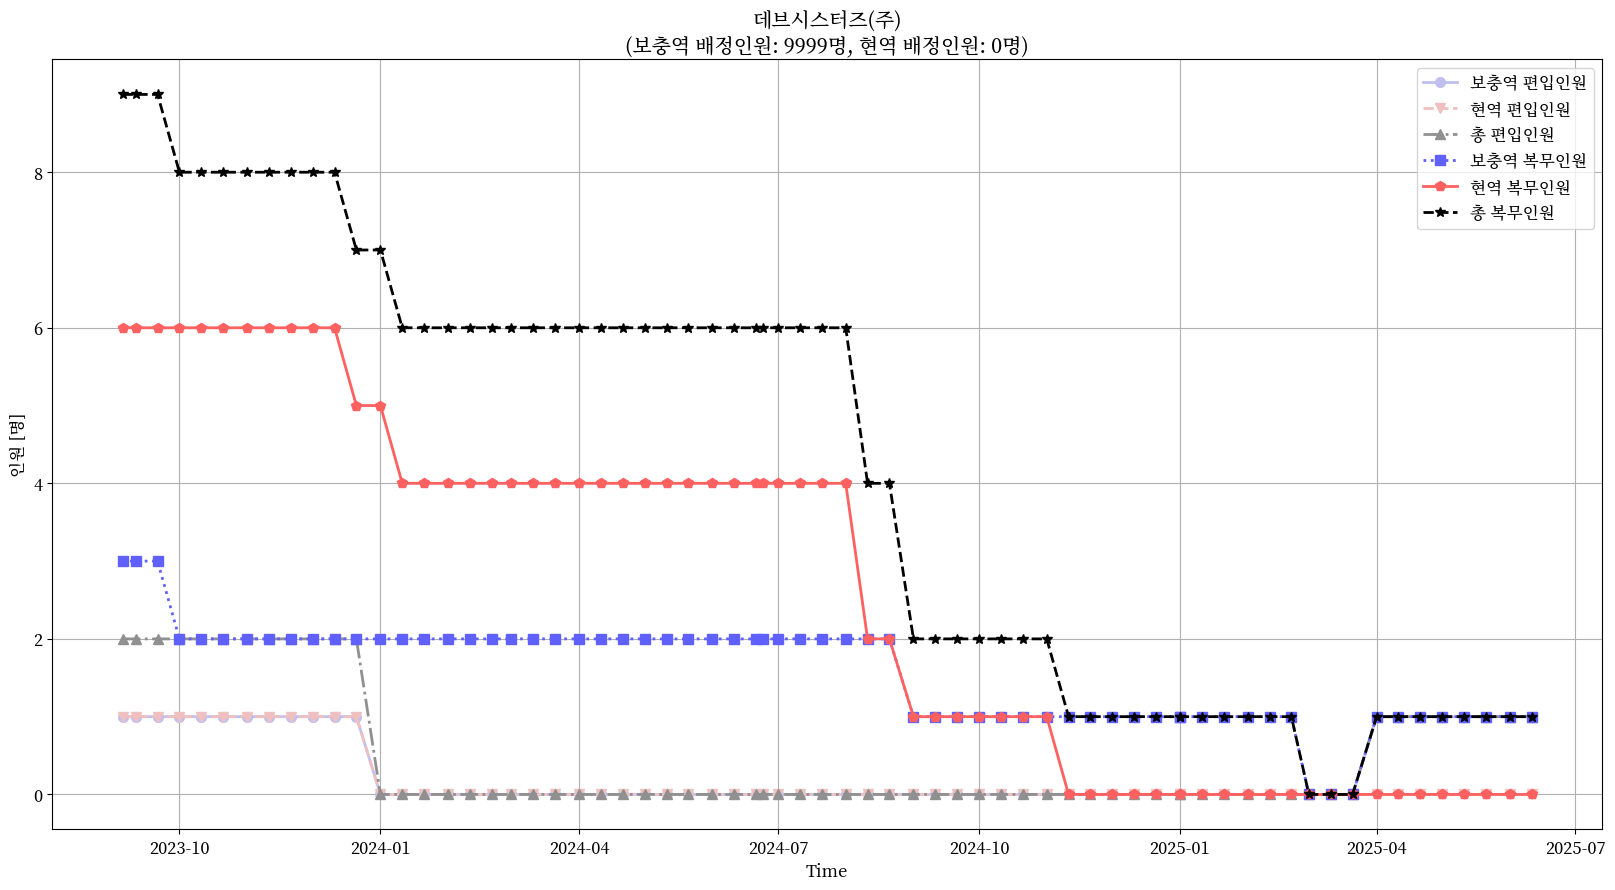 데브시스터즈(주)
(보충역 배정인원: 9999명, 현역 배정인원: 0명)
보충역 편입인원
현역 편입인원
총 편입인원
보충역 복무인원
현역 복무인원
총 복무인원
인원 [명]
8
6
4
2
0
2023-10
2024-01
2024-04
2024-07
2024-10
2025-01
2025-04
2025-07
Time